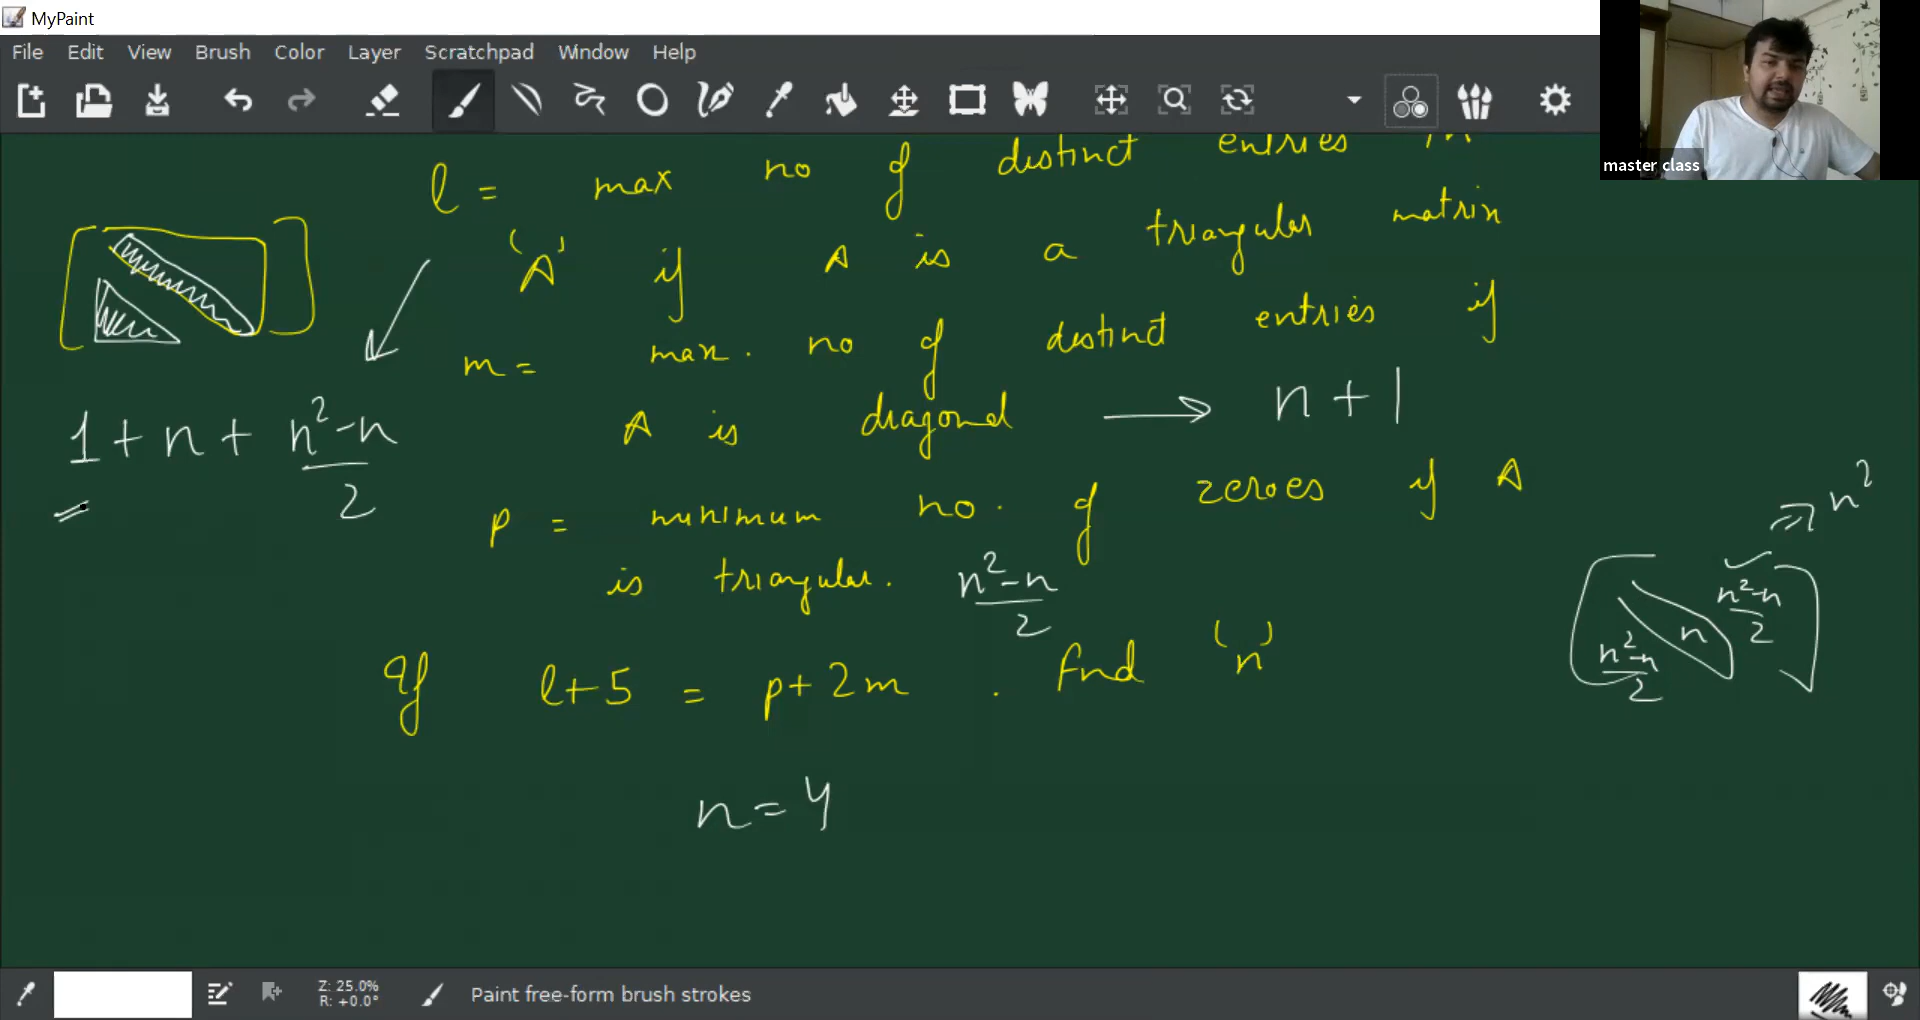 MyPaint
File Edit View Brush Color Layer Scratchpad Window Help
master class
l = max no of distinct entries in
'A' if A is a triangular matrix
m = max. no of distinct entries if
A is diagonal → n + 1
1 + n + n²-n
2
p = minimum no. of zeroes if A
is triangular. n²-n
2
n²
n²-n
2
n
n²-n
2
If l + 5 = p + 2m . find 'n'
n = 4
Z: 25.0%
R: +0.0°
Paint free-form brush strokes